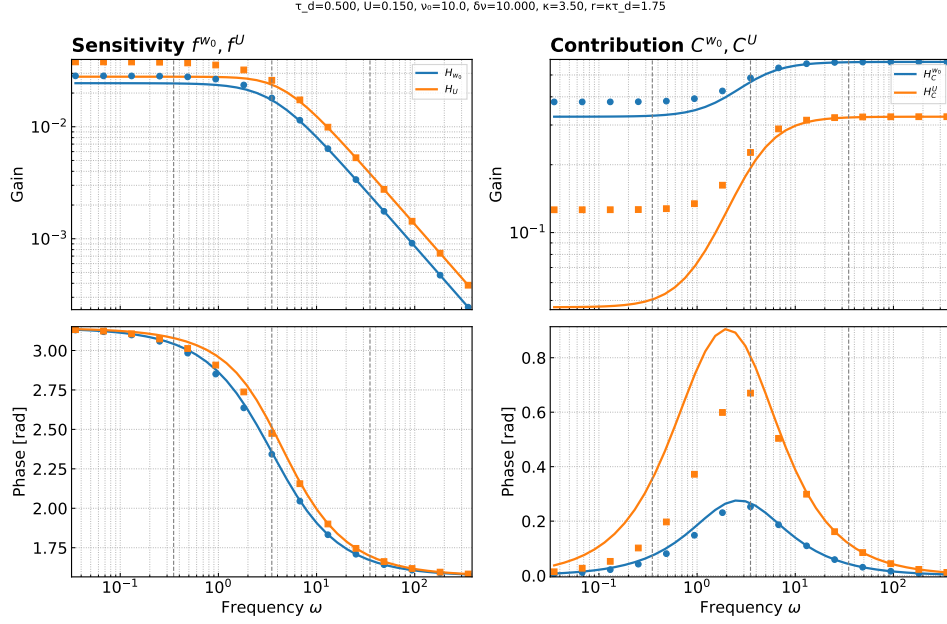 τ_d=0.500, U=0.150, ν₀=10.0, δν=10.000, κ=3.50, r=κτ_d=1.75
Sensitivity f^{w₀}, f^U
Contribution C^{w₀}, C^U
H_{w₀}
H_U
H_C^{w₀}
H_C^U
Gain
10⁻²
10⁻³
Gain
10⁻¹
Phase [rad]
3.00
2.75
2.50
2.25
2.00
1.75
10⁻¹ 10⁰ 10¹ 10²
Frequency ω
Phase [rad]
0.8
0.6
0.4
0.2
0.0
10⁻¹ 10⁰ 10¹ 10²
Frequency ω